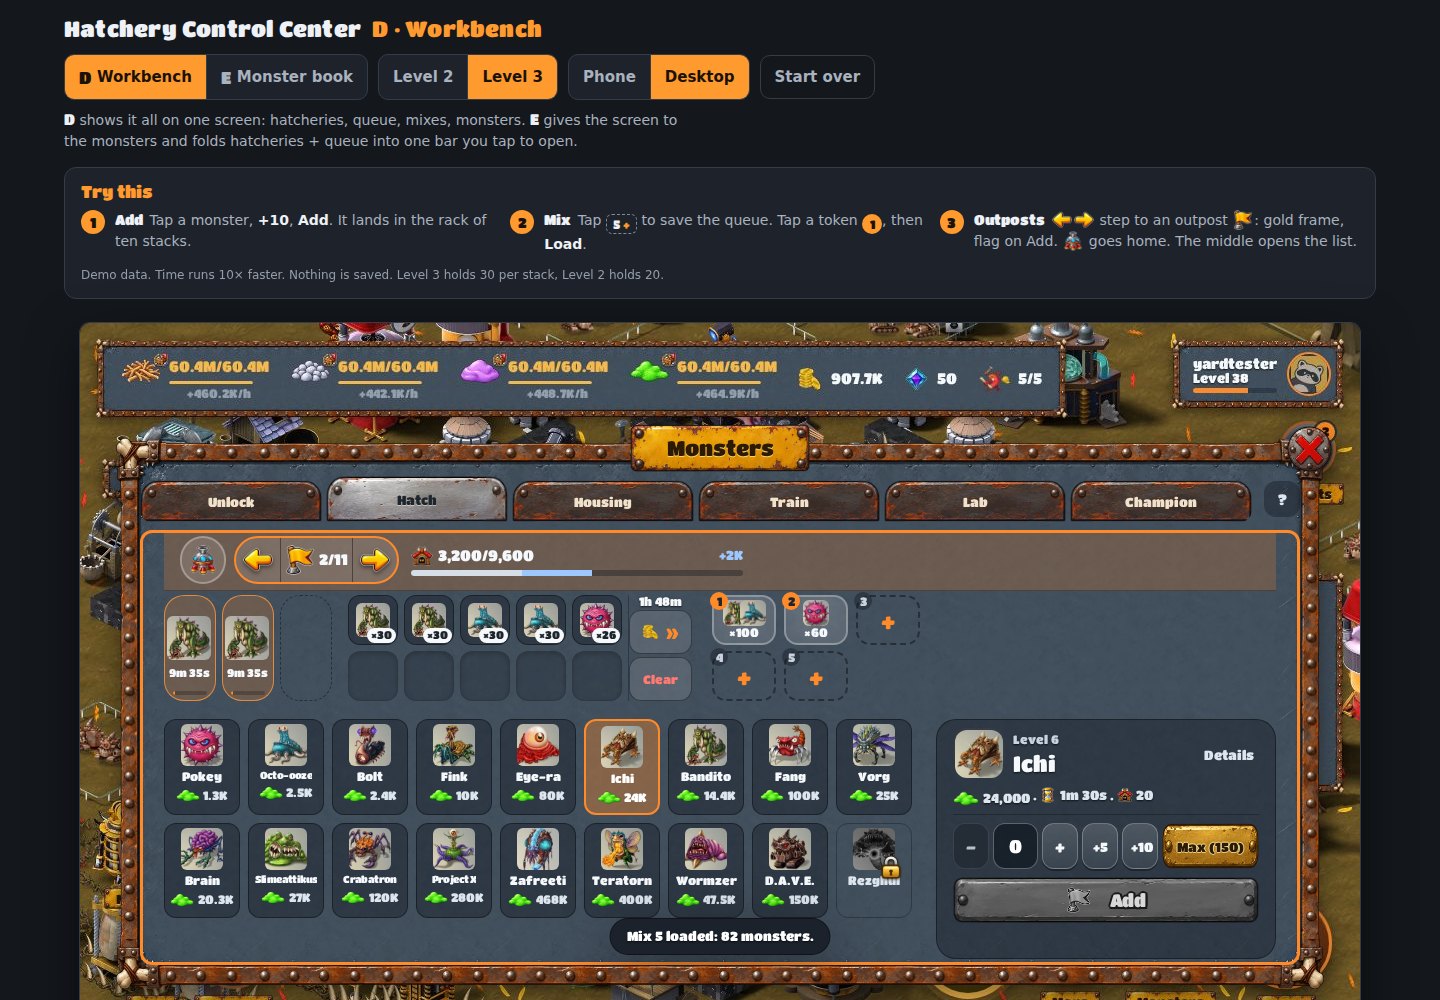 Hatchery Control Center D · Workbench
D Workbench
E Monster book
Level 2
Level 3
Phone
Desktop
Start over
D shows it all on one screen: hatcheries, queue, mixes, monsters. E gives the screen to
the monsters and folds hatcheries + queue into one bar you tap to open.
Try this
1 Add Tap a monster, +10, Add. It lands in the rack of
ten stacks.
2 Mix Tap 5 + to save the queue. Tap a token 1, then
Load.
3 Outposts step to an outpost : gold frame,
flag on Add. goes home. The middle opens the list.
Demo data. Time runs 10× faster. Nothing is saved. Level 3 holds 30 per stack, Level 2 holds 20.
60.4M/60.4M
+460.2K/h
60.4M/60.4M
+442.1K/h
60.4M/60.4M
+448.7K/h
60.4M/60.4M
+464.9K/h
907.7K
50
5/5
yardtester
Level 38
Monsters
Unlock
Hatch
Housing
Train
Lab
Champion
?
2/11
3,200/9,600
+2K
9m 35s
9m 35s
×30
×30
×30
×30
×26
1h 48m
»
Clear
1
×100
2
×60
3
+
4
+
5
+
Pokey
1.3K
Octo-ooze
2.5K
Bolt
2.4K
Fink
10K
Eye-ra
80K
Ichi
24K
Bandito
14.4K
Fang
100K
Vorg
25K
Brain
20.3K
Slimeattikus
27K
Crabatron
120K
Project X
280K
Zafreeti
468K
Teratorn
400K
Wormzer
47.5K
D.A.V.E.
150K
Level 6
Ichi
Details
24,000 · 1m 30s · 20
−
0
+
+5
+10
Max (150)
Add
Mix 5 loaded: 82 monsters.